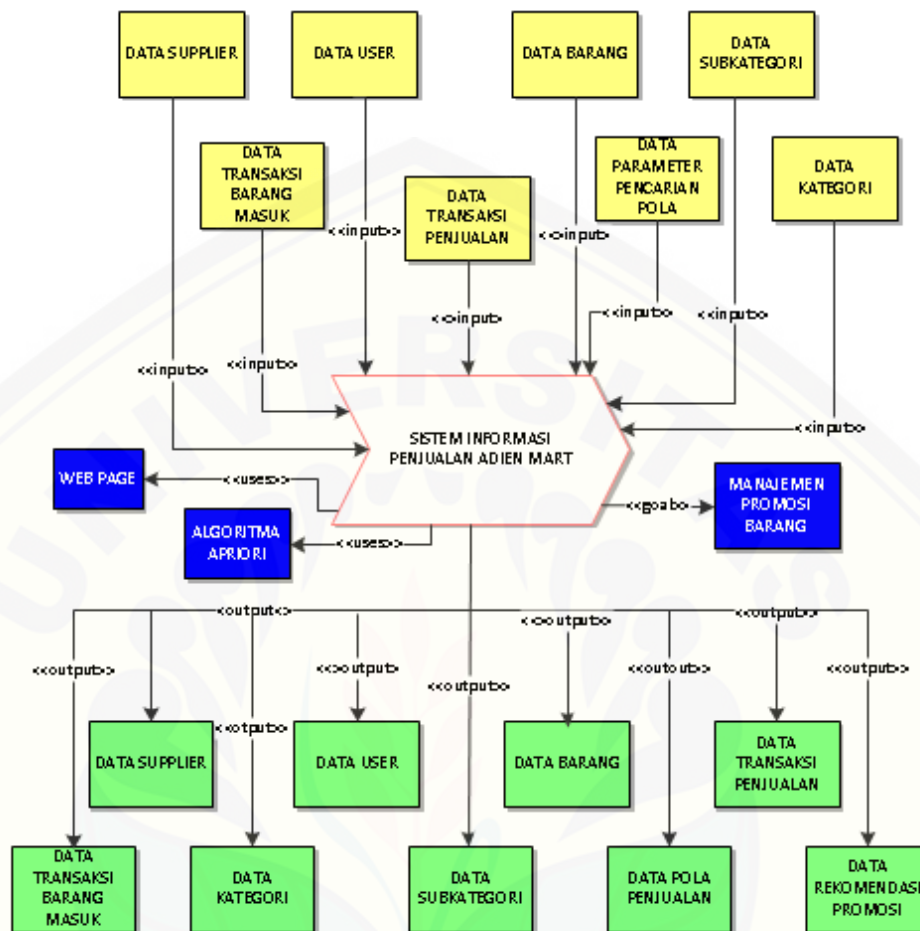 DATA SUPPLIER
DATA USER
DATA BARANG
DATA
SUBKATEGORI
DATA
TRANSAKSI
BARANG
MASUK
DATA
TRANSAKSI
PENJUALAN
DATA
PARAMETER
PENCARIAN
POLA
DATA
KATEGORI
<<input>>
<<input>>
<<input>>
<<input>>
<<input>>
<<input>>
<<input>>
<<input>>
SISTEM INFORMASI
PENJUALAN ADIEN MART
WEB PAGE
<<uses>>
ALGORITMA
APRIORI
<<uses>>
<<goals>>
MANAJEMEN
PROMOSI
BARANG
<<output>>
<<output>>
<<output>>
<<output>>
<<output>>
<<otput>>
<<output>>
<<outout>>
<<output>>
DATA SUPPLIER
DATA USER
DATA BARANG
DATA
TRANSAKSI
PENJUALAN
DATA
TRANSAKSI
BARANG
MASUK
DATA
KATEGORI
DATA
SUBKATEGORI
DATA POLA
PENJUALAN
DATA
REKOMENDASI
PROMOSI
UNIVERSITAS